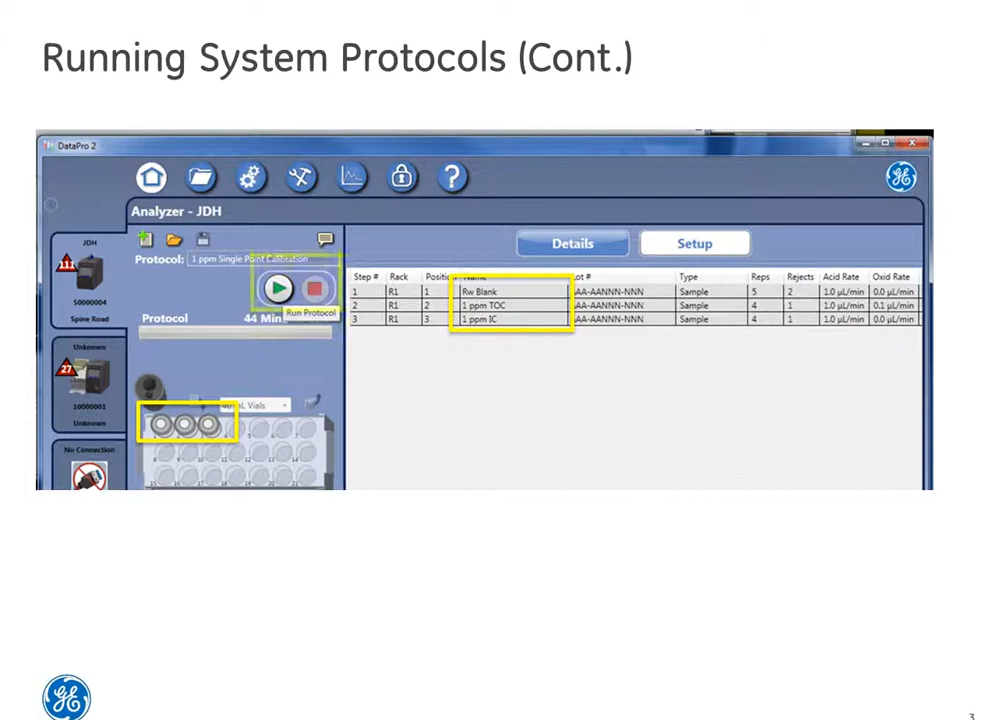 Running System Protocols (Cont.)
DataPro 2
Analyzer - JDH
JDH
111
50000004
Spine Road
Unknown
27
10000001
Unknown
No Connection
Protocol: 1 ppm Single Point Calibration
Run Protocol
Protocol 44 Min
Vials
Details Setup
Step # Rack Name Type Reps Rejects Acid Rate Oxid Rate
1 R1 1 Rw Blank AA-AANNN-NNN Sample 5 2 1.0 µL/min 0.0 µL/min
2 R1 2 1 ppm TOC AA-AANNN-NNN Sample 4 1 1.0 µL/min 0.1 µL/min
3 R1 3 1 ppm IC AA-AANNN-NNN Sample 4 1 1.0 µL/min 0.0 µL/min
3